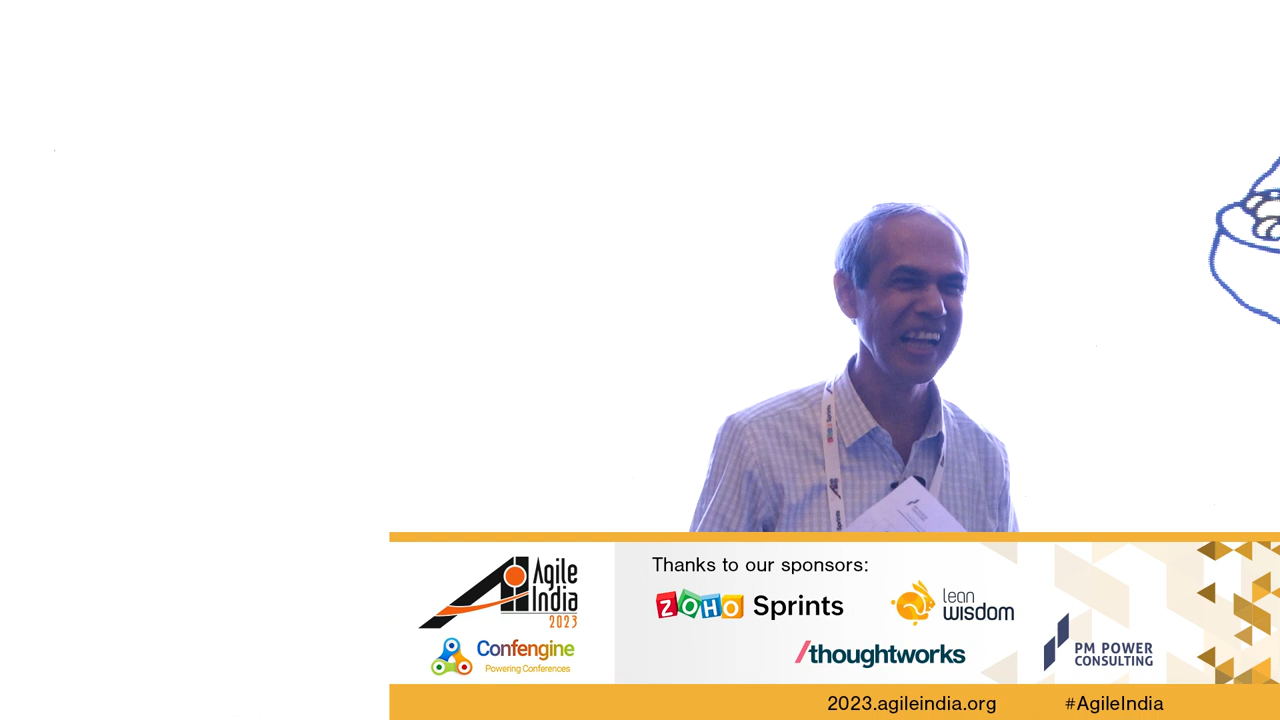 Agile
India
2023
Confengine
Powering Conferences
Thanks to our sponsors:
ZOHO Sprints
lean
wisdom
/thoughtworks
PM POWER
CONSULTING
2023.agileindia.org
#AgileIndia